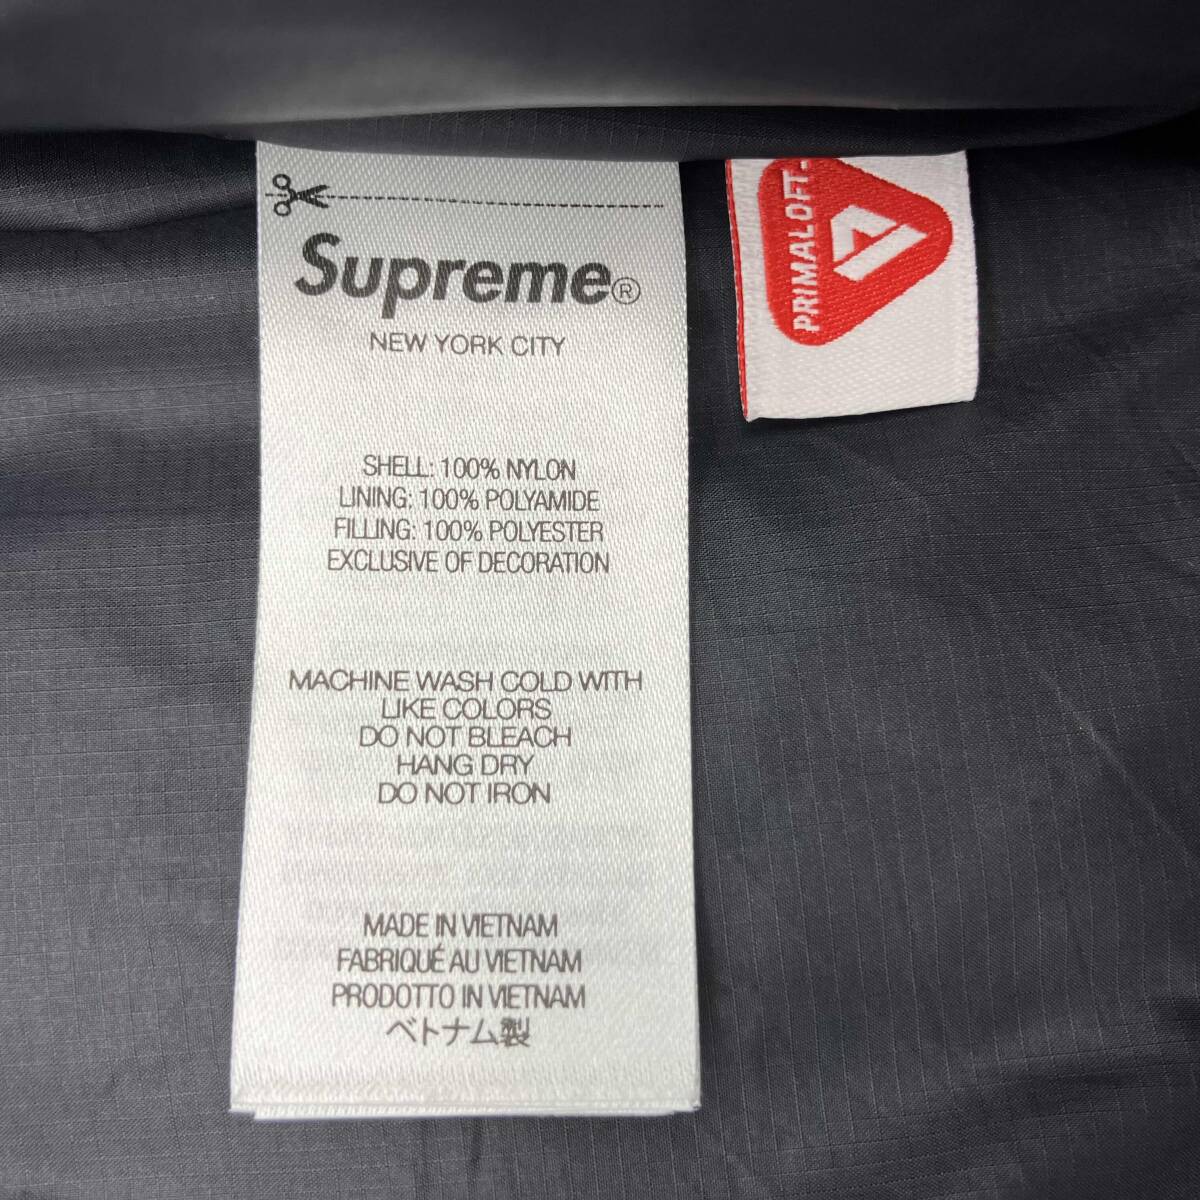 Supreme®
NEW YORK CITY
SHELL: 100% NYLON
LINING: 100% POLYAMIDE
FILLING: 100% POLYESTER
EXCLUSIVE OF DECORATION
MACHINE WASH COLD WITH
LIKE COLORS
DO NOT BLEACH
HANG DRY
DO NOT IRON
MADE IN VIETNAM
FABRIQUÉ AU VIETNAM
PRODOTTO IN VIETNAM
ベトナム製
PRIMALOFT